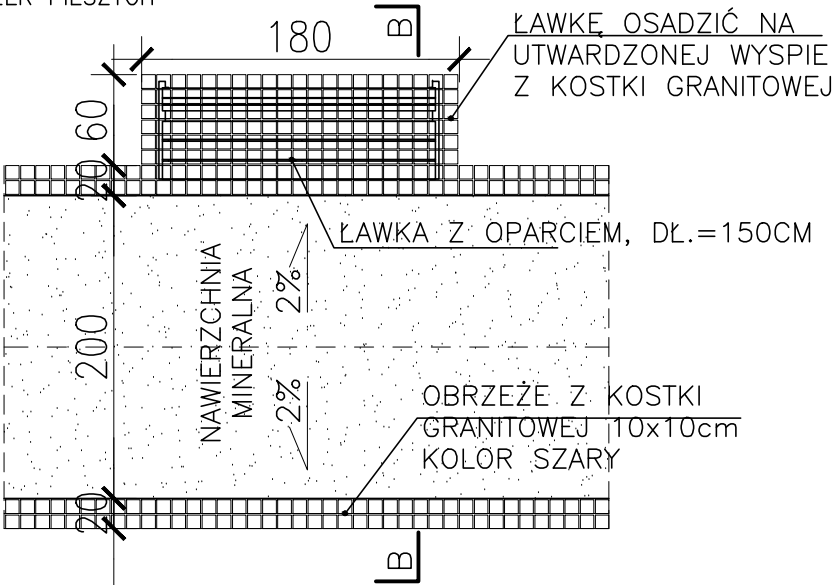 PIESZYCH
180
B
ŁAWKĘ OSADZIĆ NA
UTWARDZONEJ WYSPIE
Z KOSTKI GRANITOWEJ
60
20
ŁAWKA Z OPARCIEM, DŁ.=150CM
NAWIERZCHNIA
MINERALNA
2%
200
2%
OBRZEŻE Z KOSTKI
GRANITOWEJ 10x10cm
KOLOR SZARY
20
B